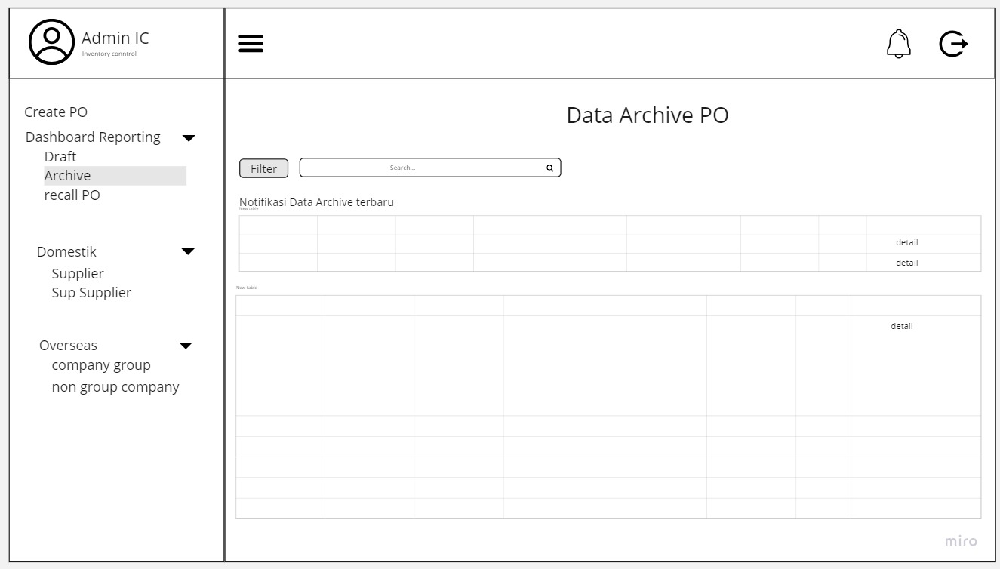 Admin IC
Inventory conntrol
Create PO
Dashboard Reporting
Draft
Archive
recall PO
Domestik
Supplier
Sup Supplier
Overseas
company group
non group company
Data Archive PO
Filter
Search...
Notifikasi Data Archive terbaru
New table
detail
detail
New table
detail
miro